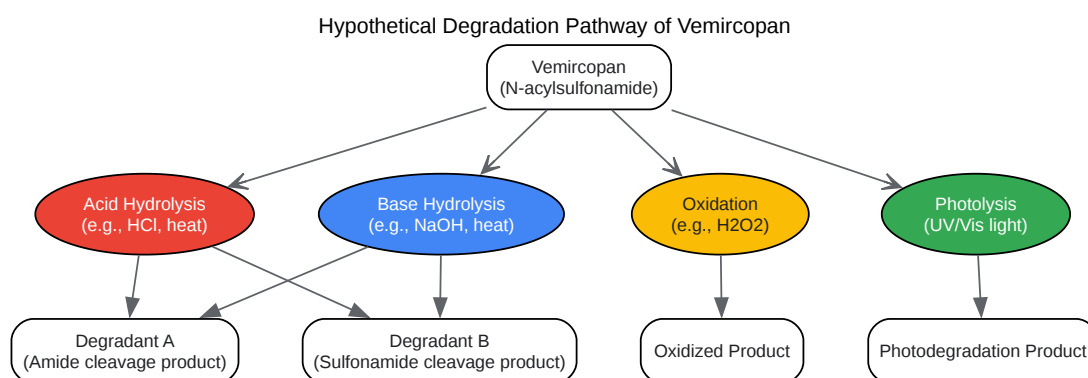 Hypothetical Degradation Pathway of Vemircopan
Vemircopan
(N-acylsulfonamide)
Acid Hydrolysis
(e.g., HCl, heat)
Base Hydrolysis
(e.g., NaOH, heat)
Oxidation
(e.g., H2O2)
Photolysis
(UV/Vis light)
Degradant A
(Amide cleavage product)
Degradant B
(Sulfonamide cleavage product)
Oxidized Product
Photodegradation Product